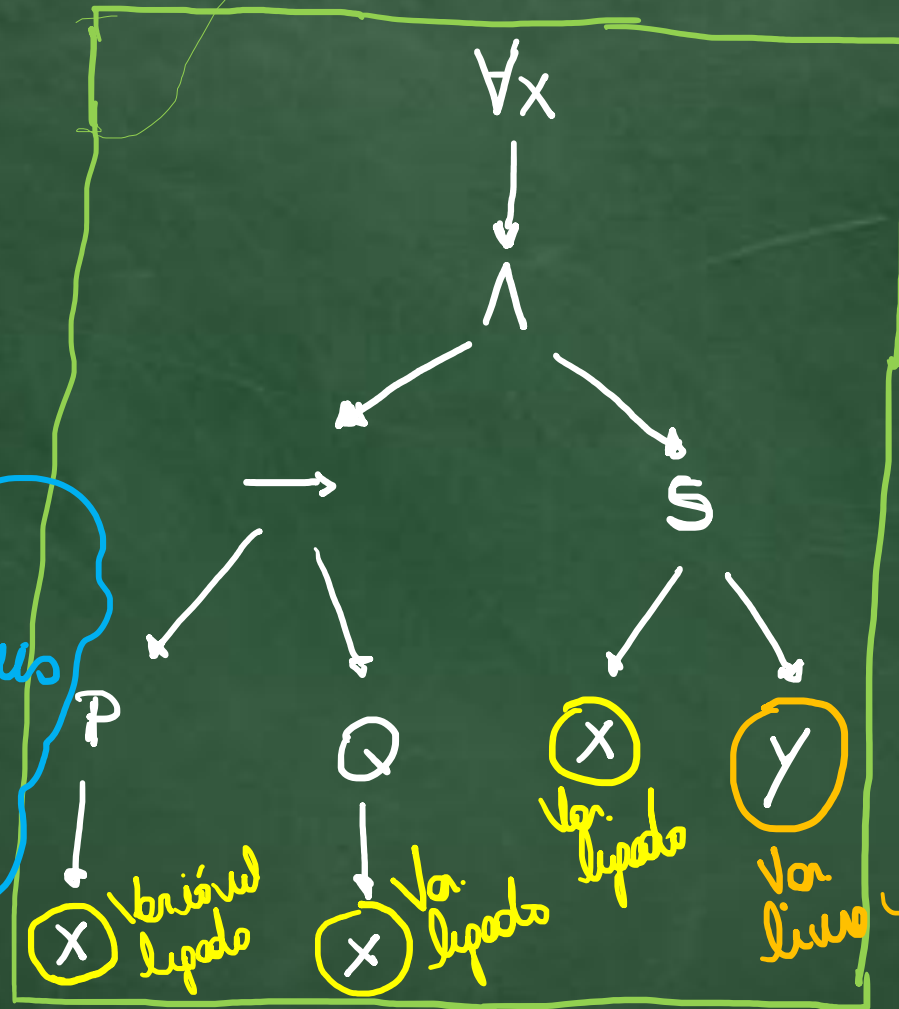 ∀x
∧
→
S
P
Q
x
y
Var.
ligada
Var.
livre
Variável
ligada
x
Var.
ligada
x